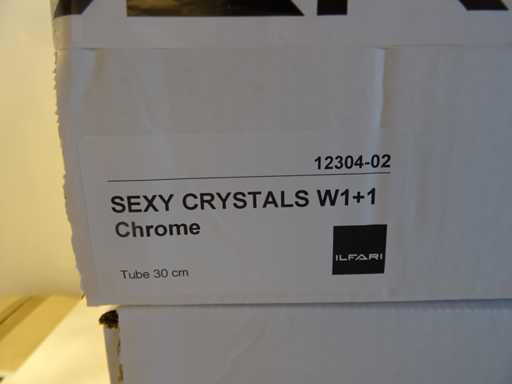 12304-02
SEXY CRYSTALS W1+1
Chrome
ILFARI
Tube 30 cm